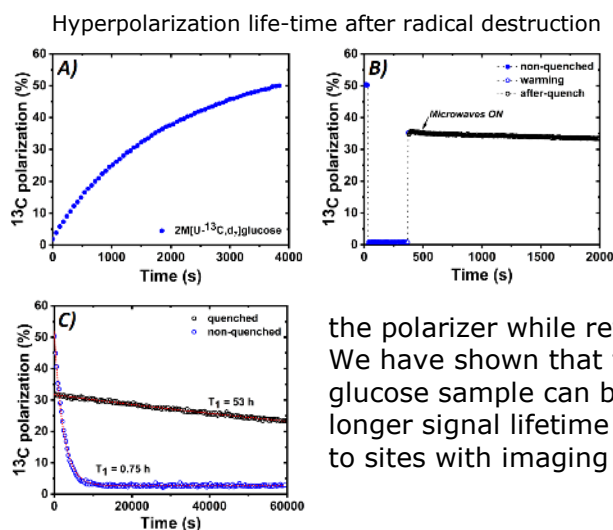 Hyperpolarization life-time after radical destruction
A)
60
50
40
30
20
10
0
13C polarization (%)
2M[U-13C,d7]glucose
0 1000 2000 3000 4000
Time (s)
B)
60
50
40
30
20
10
0
13C polarization (%)
non-quenched
warming
after-quench
Microwaves ON
0 500 1000 1500 2000
Time (s)
C)
60
50
40
30
20
10
0
13C polarization (%)
quenched
non-quenched
T1 = 53 h
T1 = 0.75 h
0 20000 40000 60000
Time (s)
the polarizer while re
We have shown that
glucose sample can b
longer signal lifetime
to sites with imaging